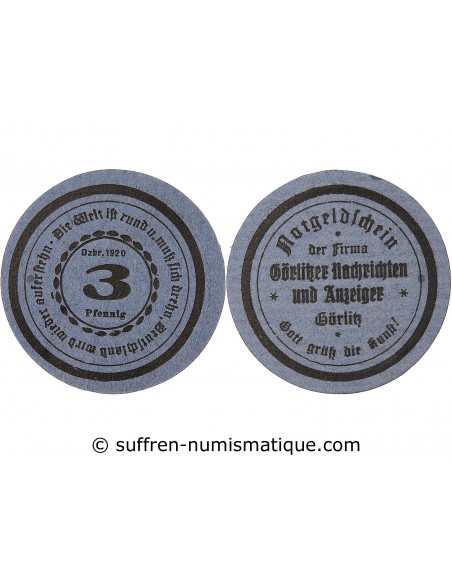 Die Welt ist rund u. muß sich drehn, Deutschland wird wieder auferstehn •
Dzbr. 1920
3
Pfennig
Notgeldschein
der Firma
Görlitzer Nachrichten
und Anzeiger
Görlitz
Gott grüß die Kunst!
© suffren-numismatique.com